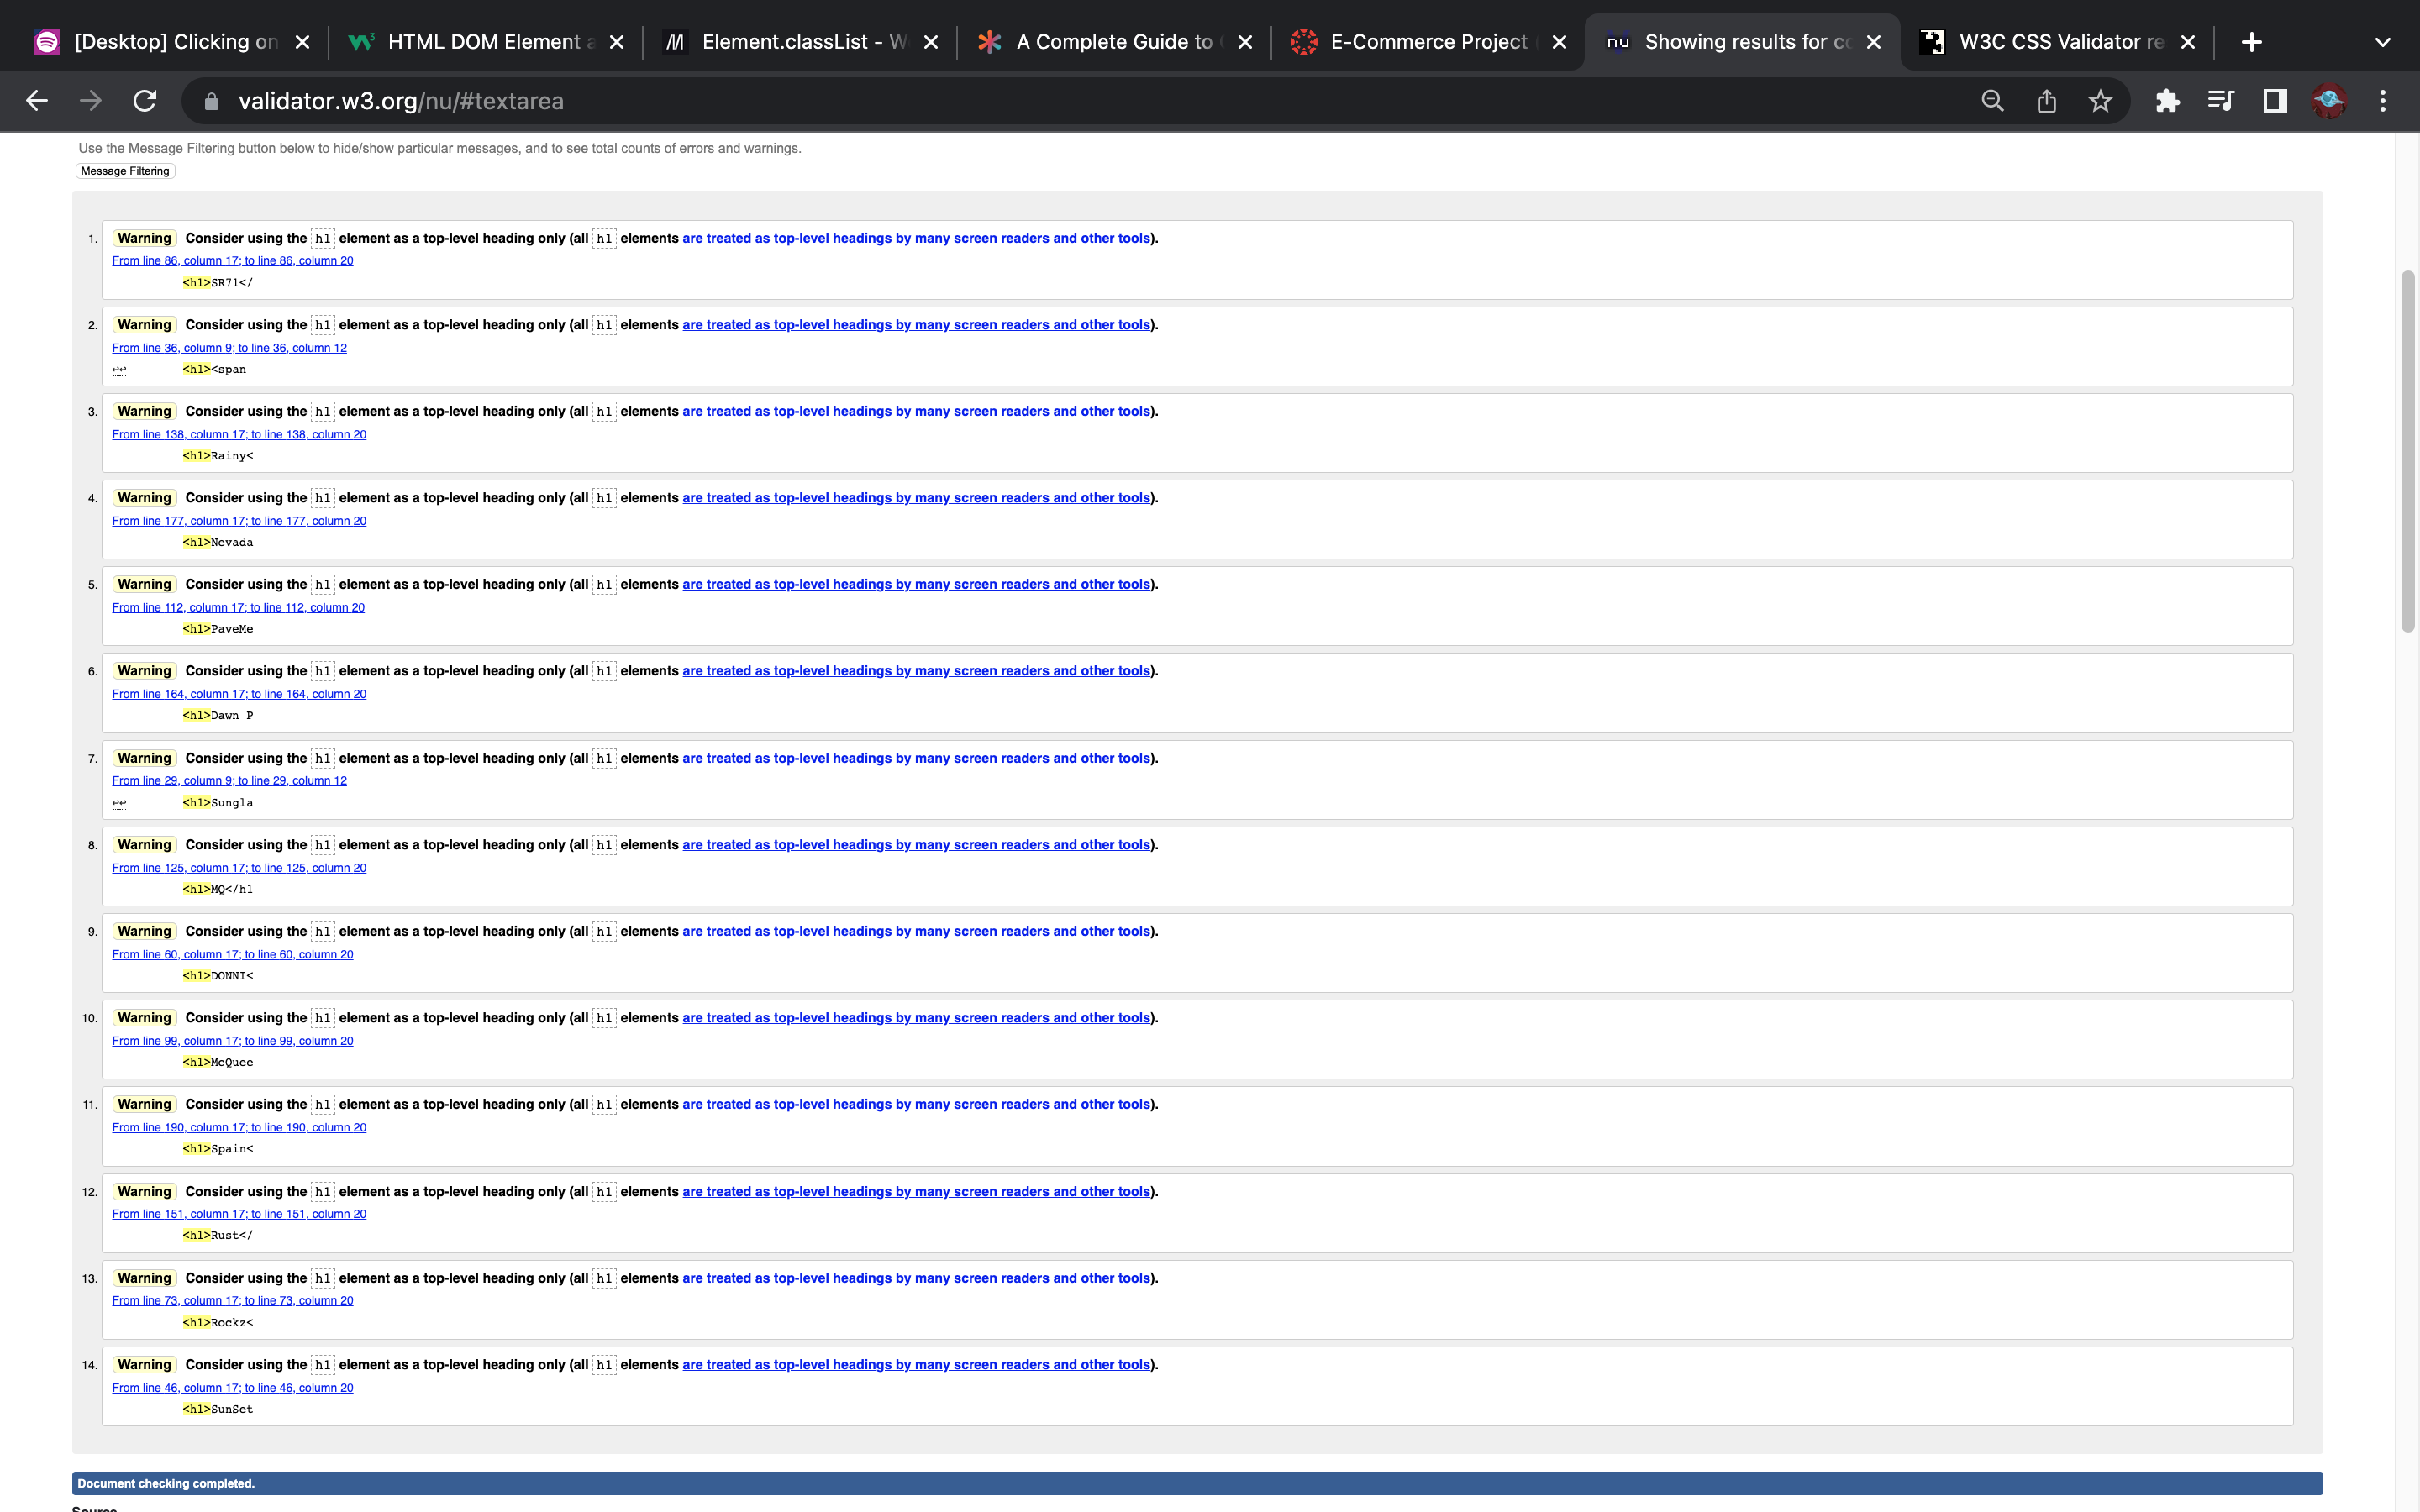 [Desktop] Clicking on
HTML DOM Element a
Element.classList - W
A Complete Guide to
E-Commerce Project
Showing results for co
W3C CSS Validator re
validator.w3.org/nu/#textarea
Use the Message Filtering button below to hide/show particular messages, and to see total counts of errors and warnings.
Message Filtering
1. Warning Consider using the h1 element as a top-level heading only (all h1 elements are treated as top-level headings by many screen readers and other tools).
From line 86, column 17; to line 86, column 20
<h1>SR71</
2. Warning Consider using the h1 element as a top-level heading only (all h1 elements are treated as top-level headings by many screen readers and other tools).
From line 36, column 9; to line 36, column 12
↩↩ <h1><span
3. Warning Consider using the h1 element as a top-level heading only (all h1 elements are treated as top-level headings by many screen readers and other tools).
From line 138, column 17; to line 138, column 20
<h1>Rainy<
4. Warning Consider using the h1 element as a top-level heading only (all h1 elements are treated as top-level headings by many screen readers and other tools).
From line 177, column 17; to line 177, column 20
<h1>Nevada
5. Warning Consider using the h1 element as a top-level heading only (all h1 elements are treated as top-level headings by many screen readers and other tools).
From line 112, column 17; to line 112, column 20
<h1>PaveMe
6. Warning Consider using the h1 element as a top-level heading only (all h1 elements are treated as top-level headings by many screen readers and other tools).
From line 164, column 17; to line 164, column 20
<h1>Dawn P
7. Warning Consider using the h1 element as a top-level heading only (all h1 elements are treated as top-level headings by many screen readers and other tools).
From line 29, column 9; to line 29, column 12
↩↩ <h1>Sungla
8. Warning Consider using the h1 element as a top-level heading only (all h1 elements are treated as top-level headings by many screen readers and other tools).
From line 125, column 17; to line 125, column 20
<h1>MQ</h1
9. Warning Consider using the h1 element as a top-level heading only (all h1 elements are treated as top-level headings by many screen readers and other tools).
From line 60, column 17; to line 60, column 20
<h1>DONNI<
10. Warning Consider using the h1 element as a top-level heading only (all h1 elements are treated as top-level headings by many screen readers and other tools).
From line 99, column 17; to line 99, column 20
<h1>McQuee
11. Warning Consider using the h1 element as a top-level heading only (all h1 elements are treated as top-level headings by many screen readers and other tools).
From line 190, column 17; to line 190, column 20
<h1>Spain<
12. Warning Consider using the h1 element as a top-level heading only (all h1 elements are treated as top-level headings by many screen readers and other tools).
From line 151, column 17; to line 151, column 20
<h1>Rust</
13. Warning Consider using the h1 element as a top-level heading only (all h1 elements are treated as top-level headings by many screen readers and other tools).
From line 73, column 17; to line 73, column 20
<h1>Rockz<
14. Warning Consider using the h1 element as a top-level heading only (all h1 elements are treated as top-level headings by many screen readers and other tools).
From line 46, column 17; to line 46, column 20
<h1>SunSet
Document checking completed.
Source